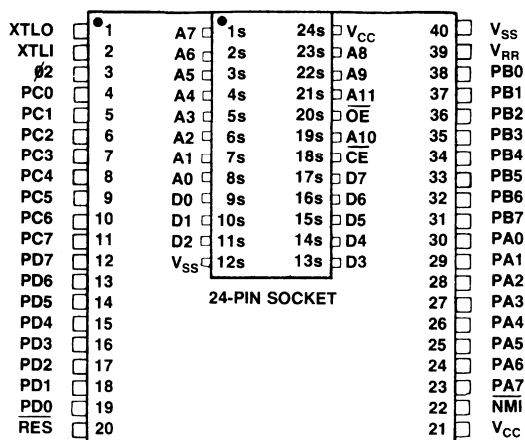 XTLO 1 A7 1s 24s VCC 40 VSS
XTLI 2 A6 2s 23s A8 39 VRR
Ø2 3 A5 3s 22s A9 38 PB0
PC0 4 A4 4s 21s A11 37 PB1
PC1 5 A3 5s 20s O̅E̅ 36 PB2
PC2 6 A2 6s 19s A10 35 PB3
PC3 7 A1 7s 18s C̅E̅ 34 PB4
PC4 8 A0 8s 17s D7 33 PB5
PC5 9 D0 9s 16s D6 32 PB6
PC6 10 D1 10s 15s D5 31 PB7
PC7 11 D2 11s 14s D4 30 PA0
PD7 12 VSS 12s 13s D3 29 PA1
PD6 13 28 PA2
24-PIN SOCKET
PD5 14 27 PA3
PD4 15 26 PA4
PD3 16 25 PA5
PD2 17 24 PA6
PD1 18 23 PA7
PD0 19 22 N̅M̅I̅
R̅E̅S̅ 20 21 VCC